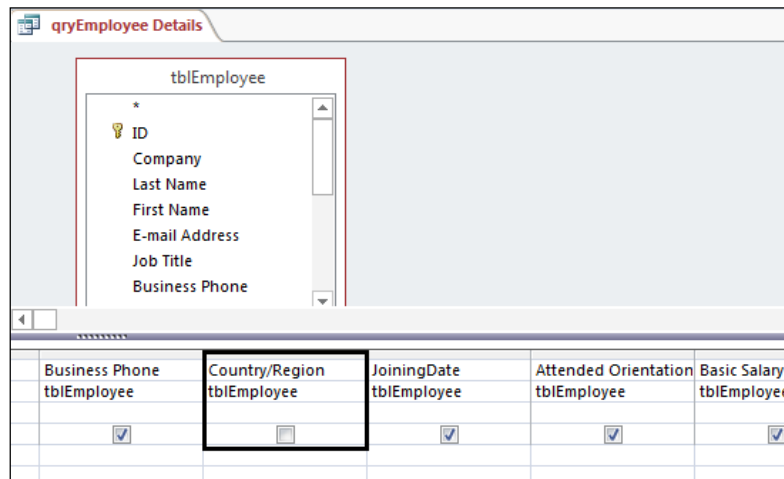 qryEmployee Details
tblEmployee
*
ID
Company
Last Name
First Name
E-mail Address
Job Title
Business Phone
Business Phone Country/Region JoiningDate Attended Orientation Basic Salary
tblEmployee tblEmployee tblEmployee tblEmployee tblEmployee